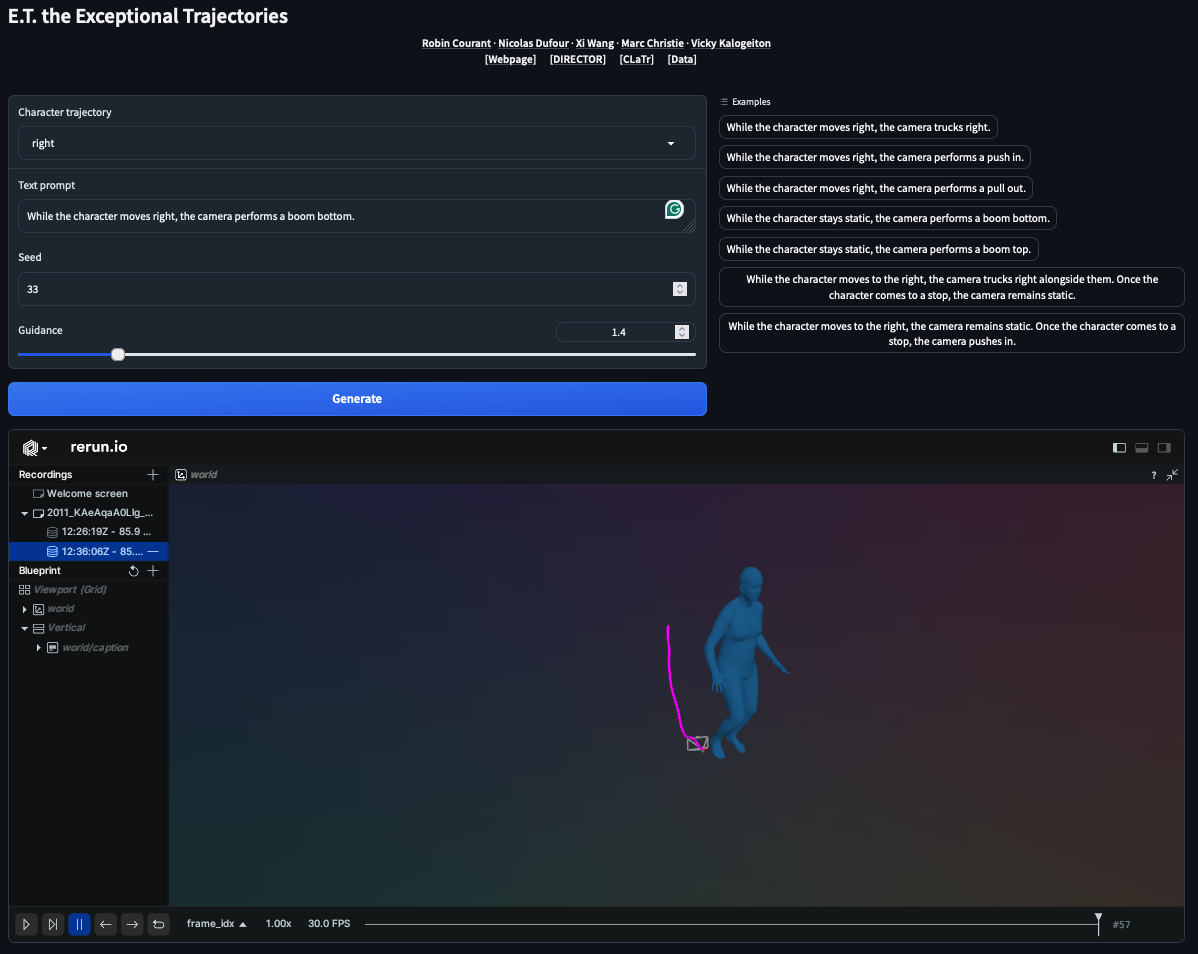 E.T. the Exceptional Trajectories
Robin Courant · Nicolas Dufour · Xi Wang · Marc Christie · Vicky Kalogeiton
[Webpage] [DIRECTOR] [CLaTr] [Data]
Character trajectory
right
Text prompt
While the character moves right, the camera performs a boom bottom.
Seed
33
Guidance
1.4
Generate
Examples
While the character moves right, the camera trucks right.
While the character moves right, the camera performs a push in.
While the character moves right, the camera performs a pull out.
While the character stays static, the camera performs a boom bottom.
While the character stays static, the camera performs a boom top.
While the character moves to the right, the camera trucks right alongside them. Once the
character comes to a stop, the camera remains static.
While the character moves to the right, the camera remains static. Once the character comes to a
stop, the camera pushes in.
rerun.io
Recordings
Welcome screen
2011_KAeAqaA0Llg_...
12:26:19Z - 85.9 ...
12:36:06Z - 85....
Blueprint
Viewport (Grid)
world
Vertical
world/caption
world
?
frame_idx 1.00x 30.0 FPS #57